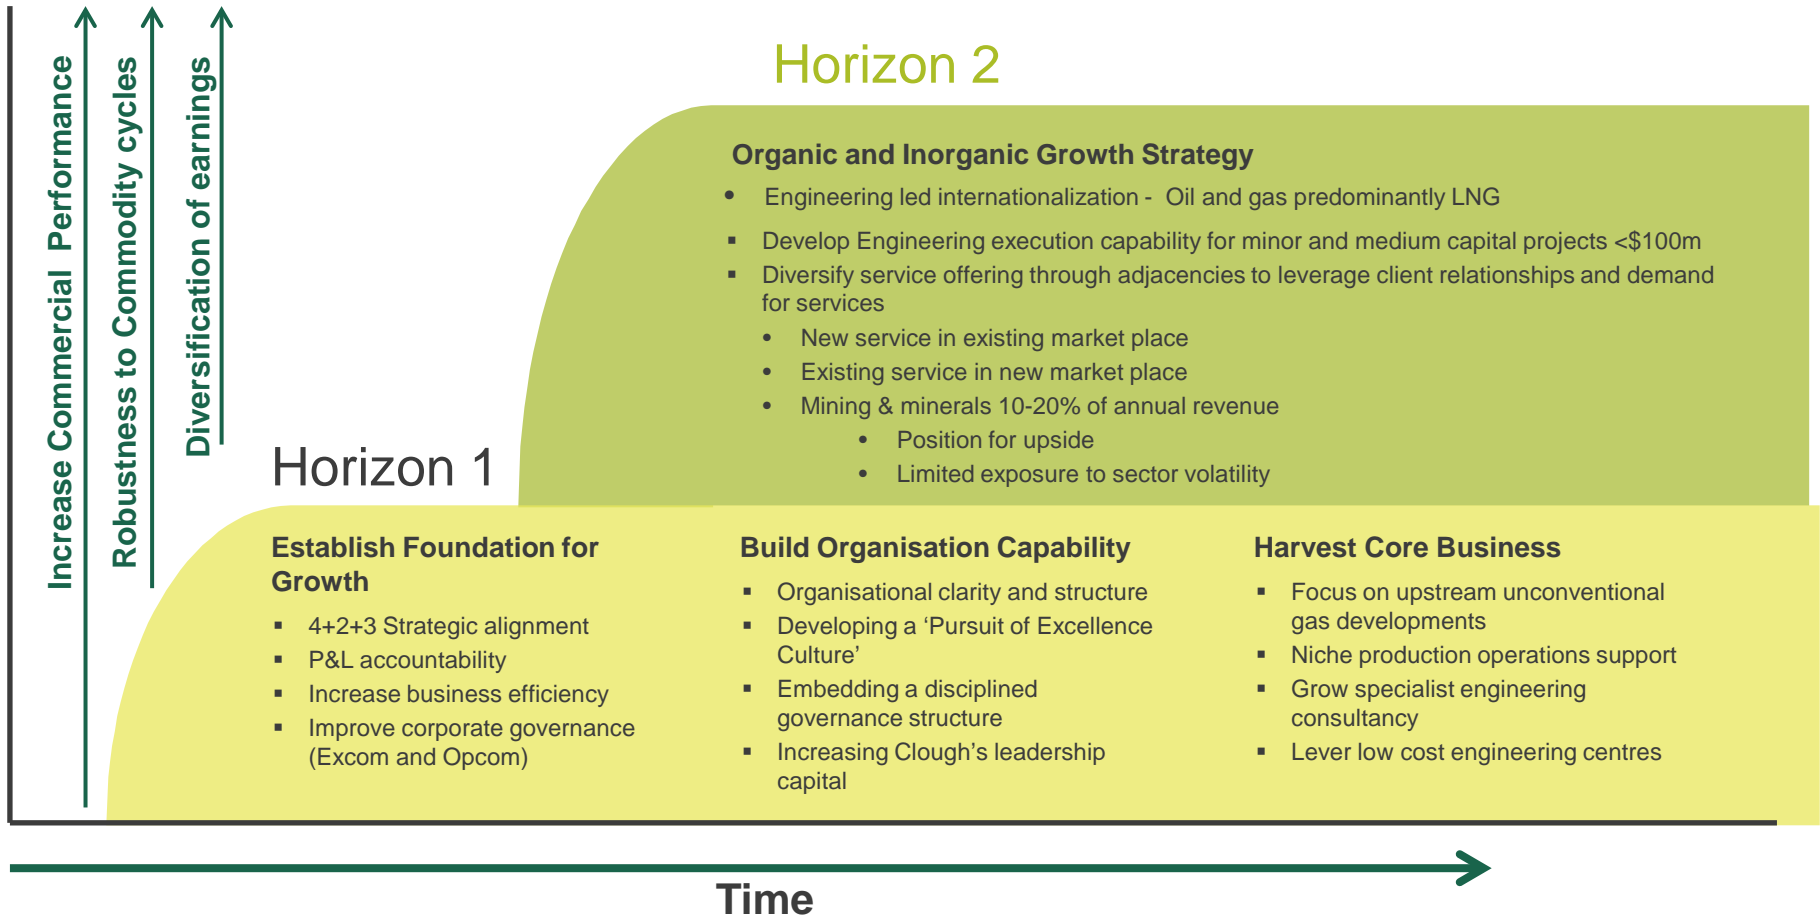 Increase Commercial Performance
Robustness to Commodity cycles
Diversification of earnings
Horizon 2
Organic and Inorganic Growth Strategy
• Engineering led internationalization - Oil and gas predominantly LNG
▪ Develop Engineering execution capability for minor and medium capital projects <$100m
▪ Diversify service offering through adjacencies to leverage client relationships and demand
for services
• New service in existing market place
• Existing service in new market place
• Mining & minerals 10-20% of annual revenue
• Position for upside
• Limited exposure to sector volatility
Horizon 1
Establish Foundation for
Growth
▪ 4+2+3 Strategic alignment
▪ P&L accountability
▪ Increase business efficiency
▪ Improve corporate governance
(Excom and Opcom)
Build Organisation Capability
▪ Organisational clarity and structure
▪ Developing a ‘Pursuit of Excellence
Culture’
▪ Embedding a disciplined
governance structure
▪ Increasing Clough’s leadership
capital
Harvest Core Business
▪ Focus on upstream unconventional
gas developments
▪ Niche production operations support
▪ Grow specialist engineering
consultancy
▪ Lever low cost engineering centres
Time